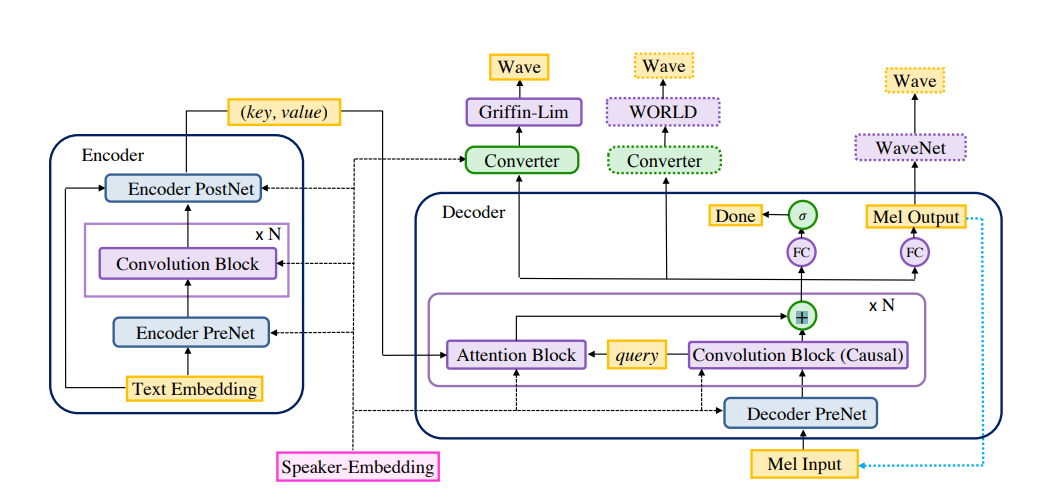 Wave
Wave
Wave
(key, value)
Griffin-Lim
WORLD
WaveNet
Encoder
Converter
Converter
Encoder PostNet
Decoder
Done
σ
Mel Output
x N
FC
FC
Convolution Block
x N
+
Encoder PreNet
Attention Block
query
Convolution Block (Causal)
Text Embedding
Decoder PreNet
Speaker-Embedding
Mel Input